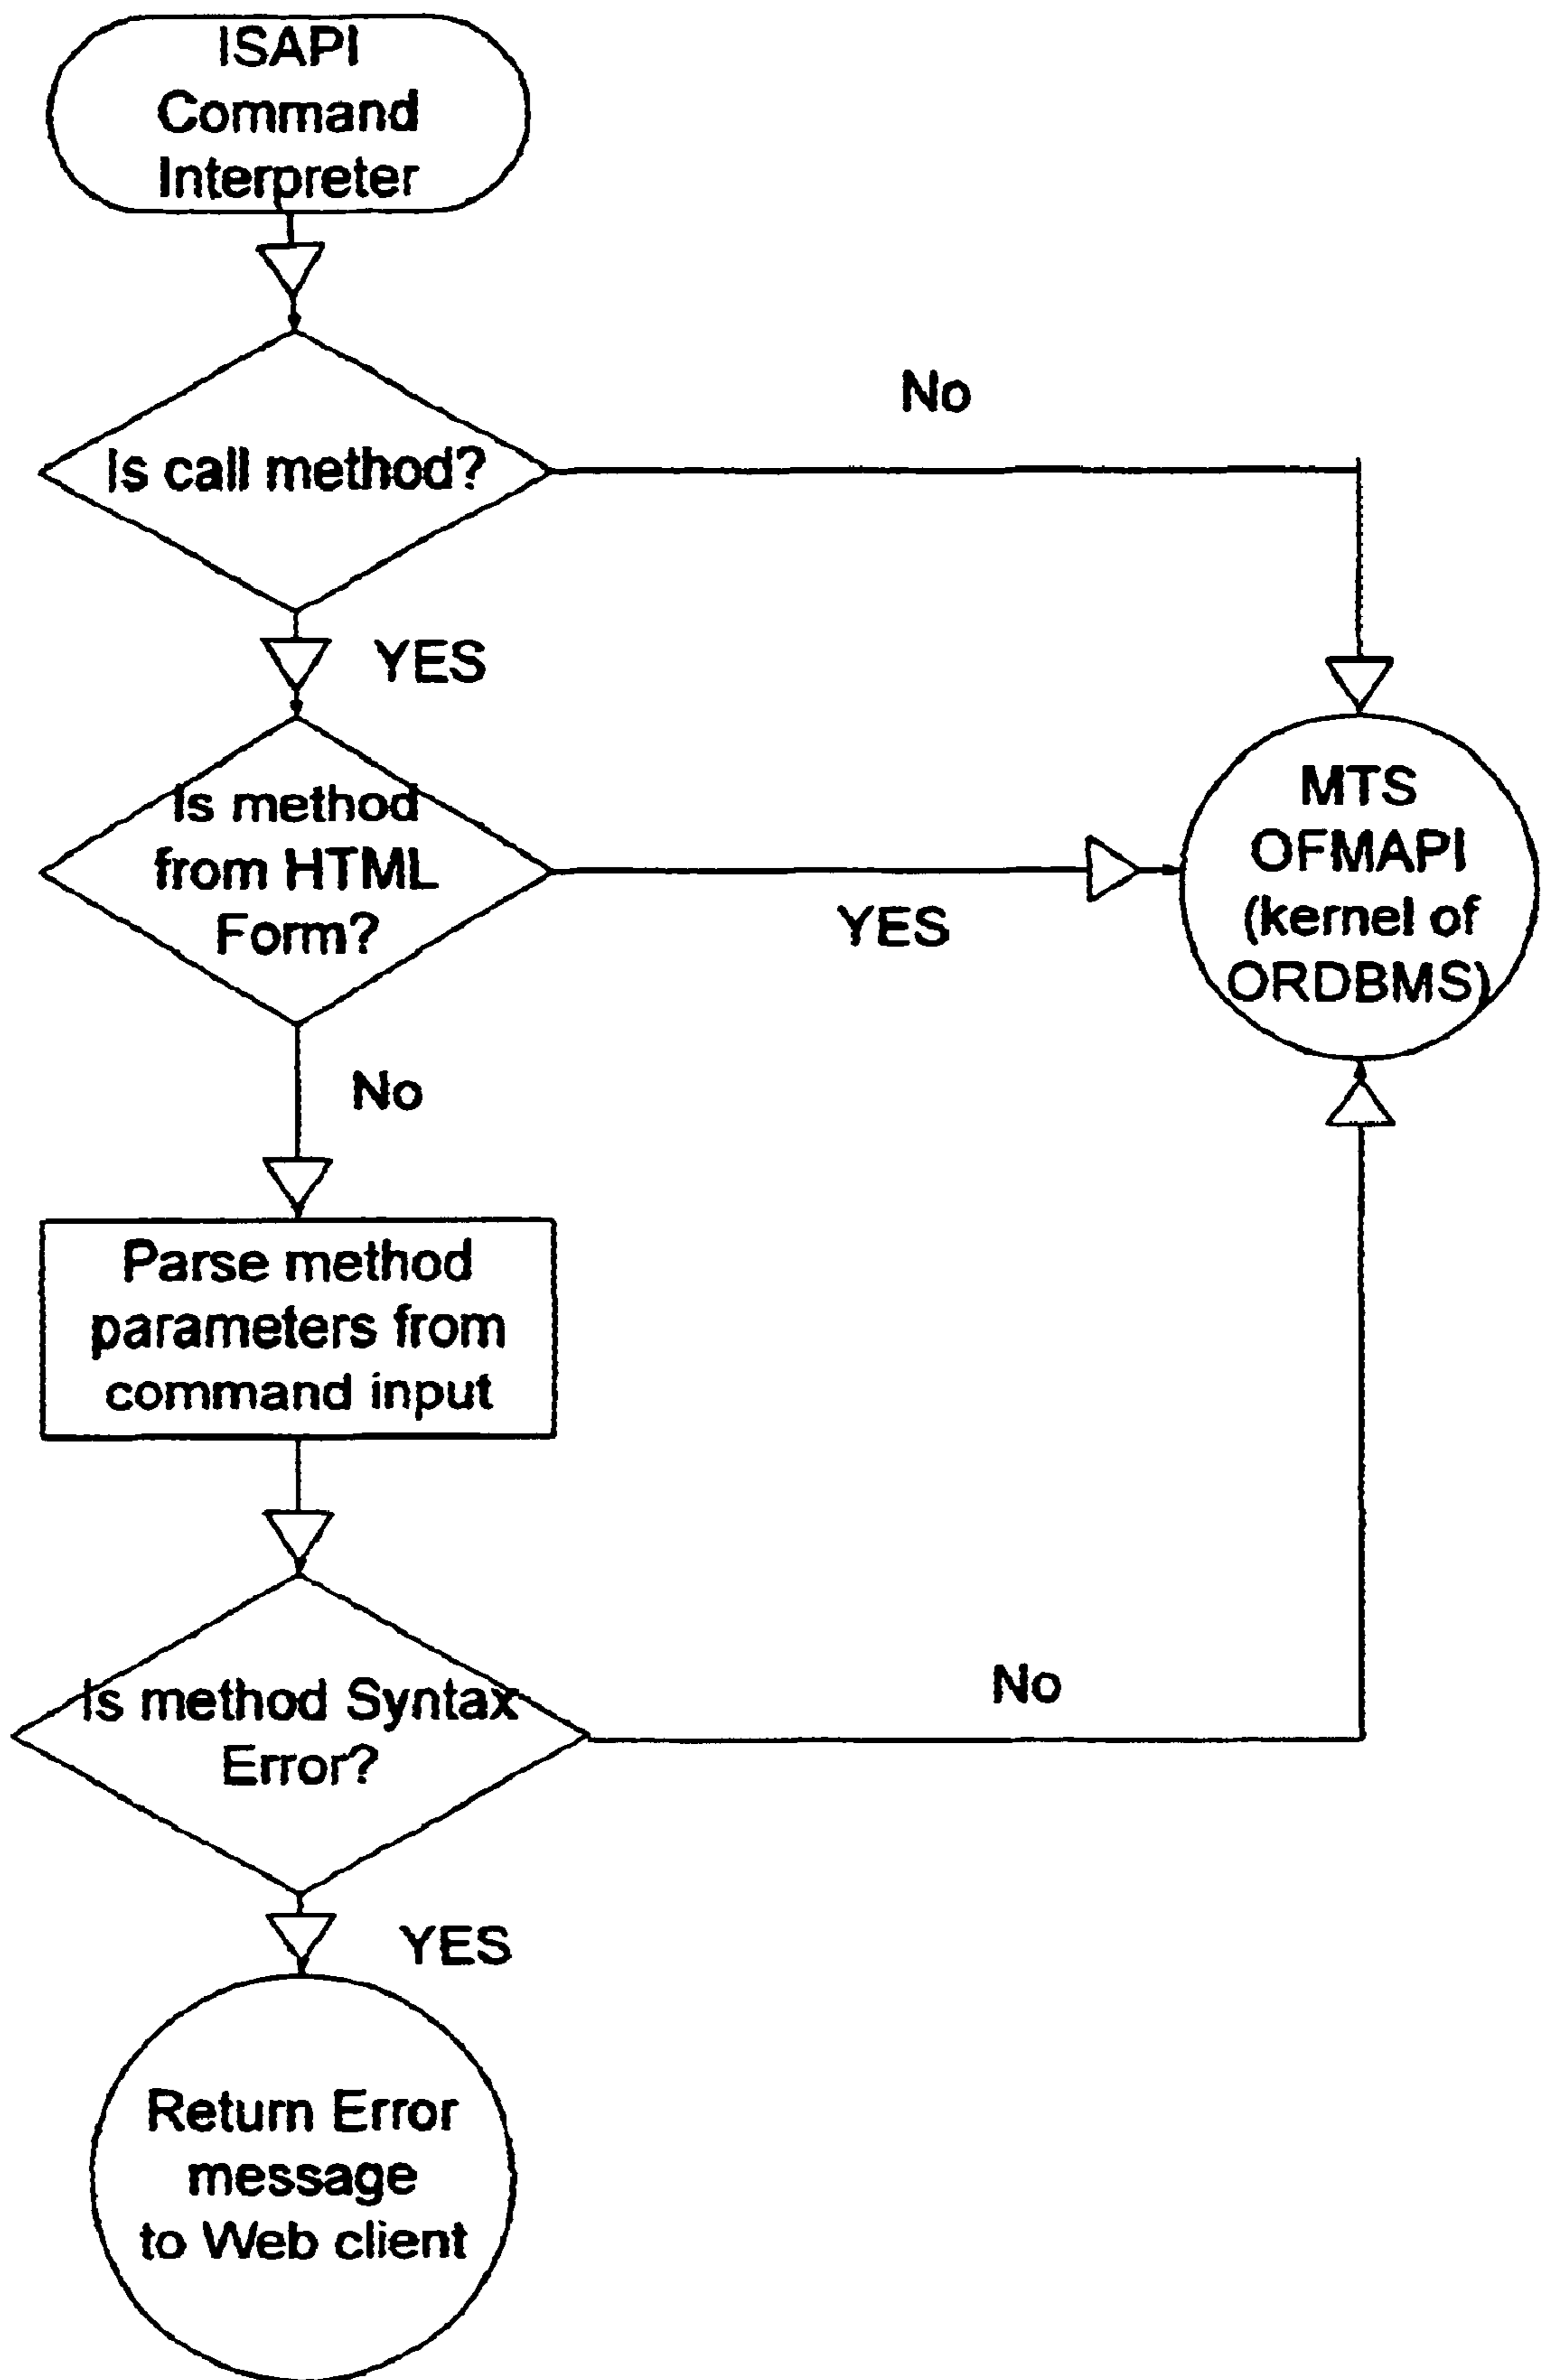 ISAPI
Command
Interpreter
No
Is call method?
YES
Is method
from HTML
Form?
YES
MTS
OFMAPI
(kernel of
ORDBMS)
No
Parse method
parameters from
command input
Is method Syntax
Error?
No
YES
Return Error
message
to Web client